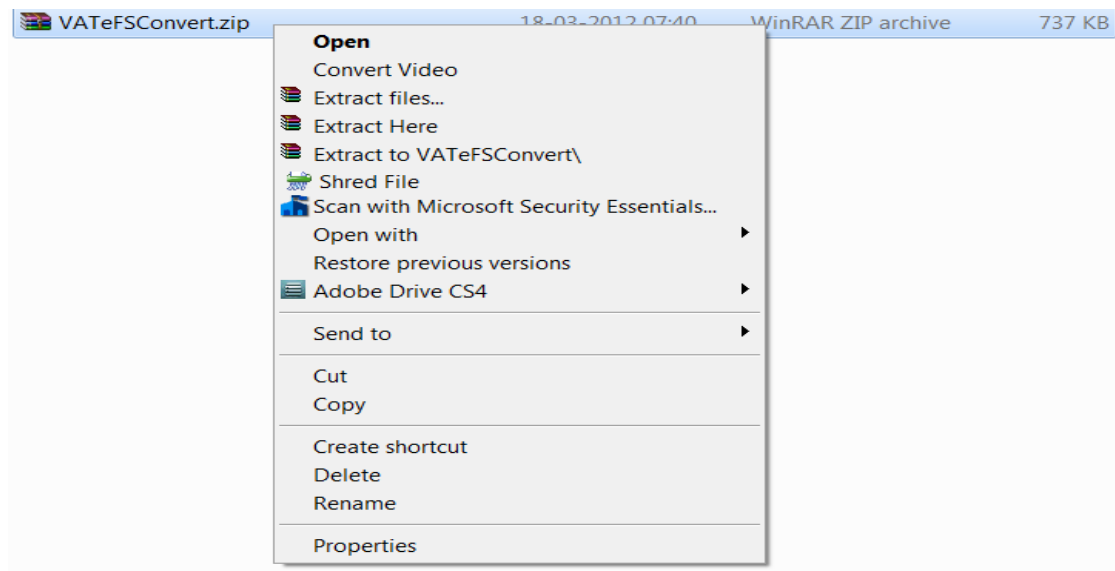 VATeFSConvert.zip 18-03-2012 07:40 WinRAR ZIP archive 737 KB
Open
Convert Video
Extract files...
Extract Here
Extract to VATeFSConvert\
Shred File
Scan with Microsoft Security Essentials...
Open with
Restore previous versions
Adobe Drive CS4
Send to
Cut
Copy
Create shortcut
Delete
Rename
Properties